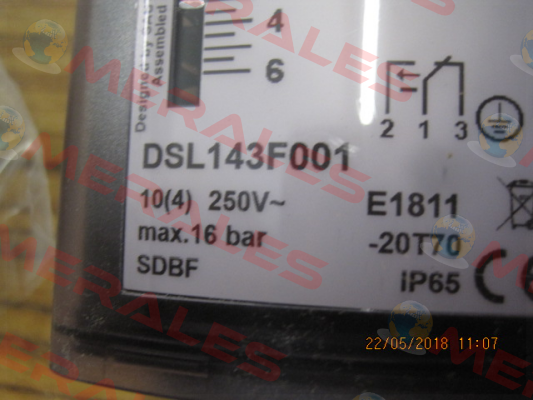 Designed by SAU
Assembled
4
6
2 1 3
DSL143F001
10(4) 250V~
E1811
max.16 bar
-20T70
SDBF
IP65 CE
MERALES
22/05/2018 11:07